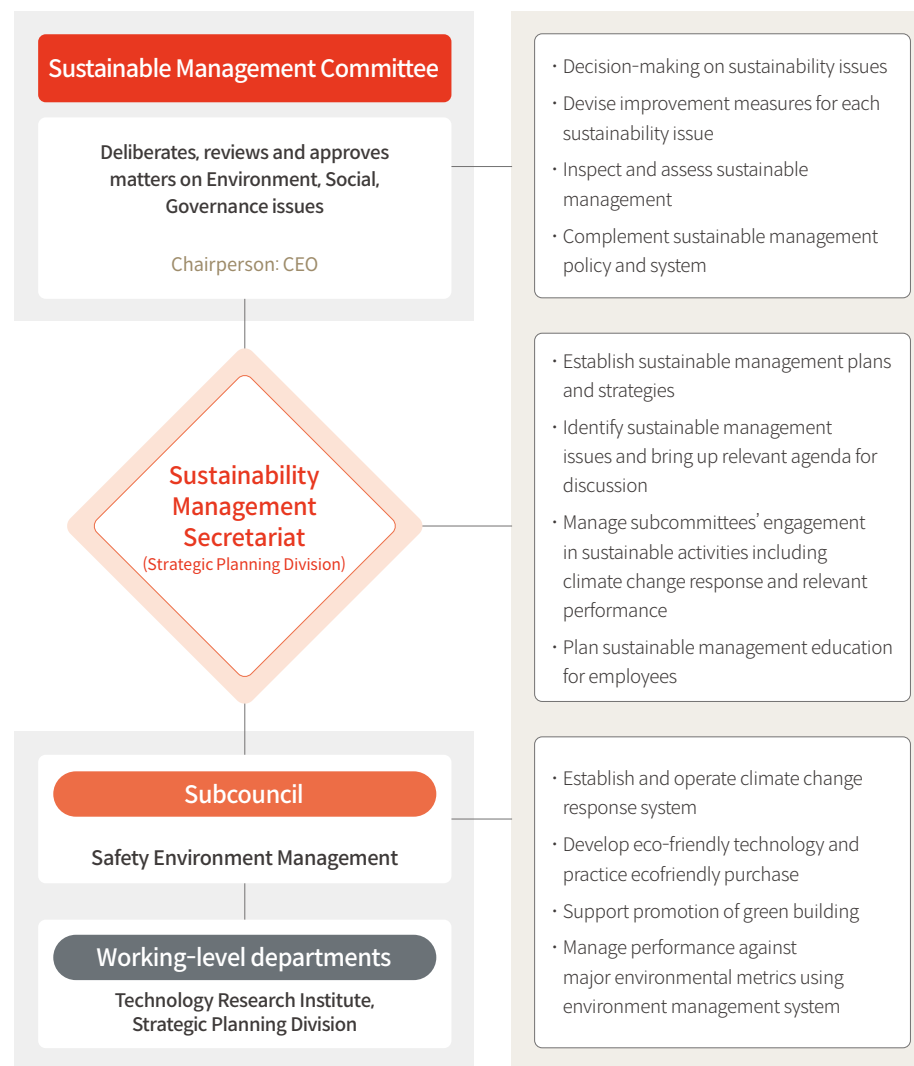 Sustainable Management Committee
Deliberates, reviews and approves
matters on Environment, Social,
Governance issues
Chairperson: CEO
· Decision-making on sustainability issues
· Devise improvement measures for each
sustainability issue
· Inspect and assess sustainable
management
· Complement sustainable management
policy and system
Sustainability
Management
Secretariat
(Strategic Planning Division)
· Establish sustainable management plans
and strategies
· Identify sustainable management
issues and bring up relevant agenda for
discussion
· Manage subcommittees’ engagement
in sustainable activities including
climate change response and relevant
performance
· Plan sustainable management education
for employees
Subcouncil
Safety Environment Management
Working-level departments
Technology Research Institute,
Strategic Planning Division
· Establish and operate climate change
response system
· Develop eco-friendly technology and
practice ecofriendly purchase
· Support promotion of green building
· Manage performance against
major environmental metrics using
environment management system